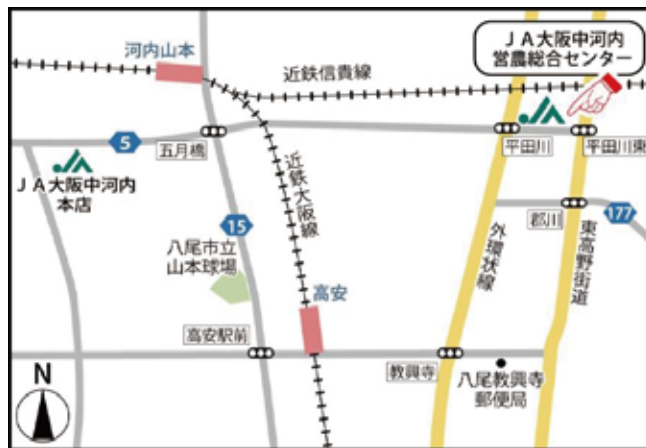 河内山本
近鉄信貴線
JA大阪中河内
営農総合センター
5
五月橋
平田川
平田川東
JA
JA大阪中河内
本店
近鉄大阪線
15
八尾市立
山本球場
郡川
177
外環状線
東高野街道
高安
高安駅前
教興寺
八尾教興寺
郵便局
N